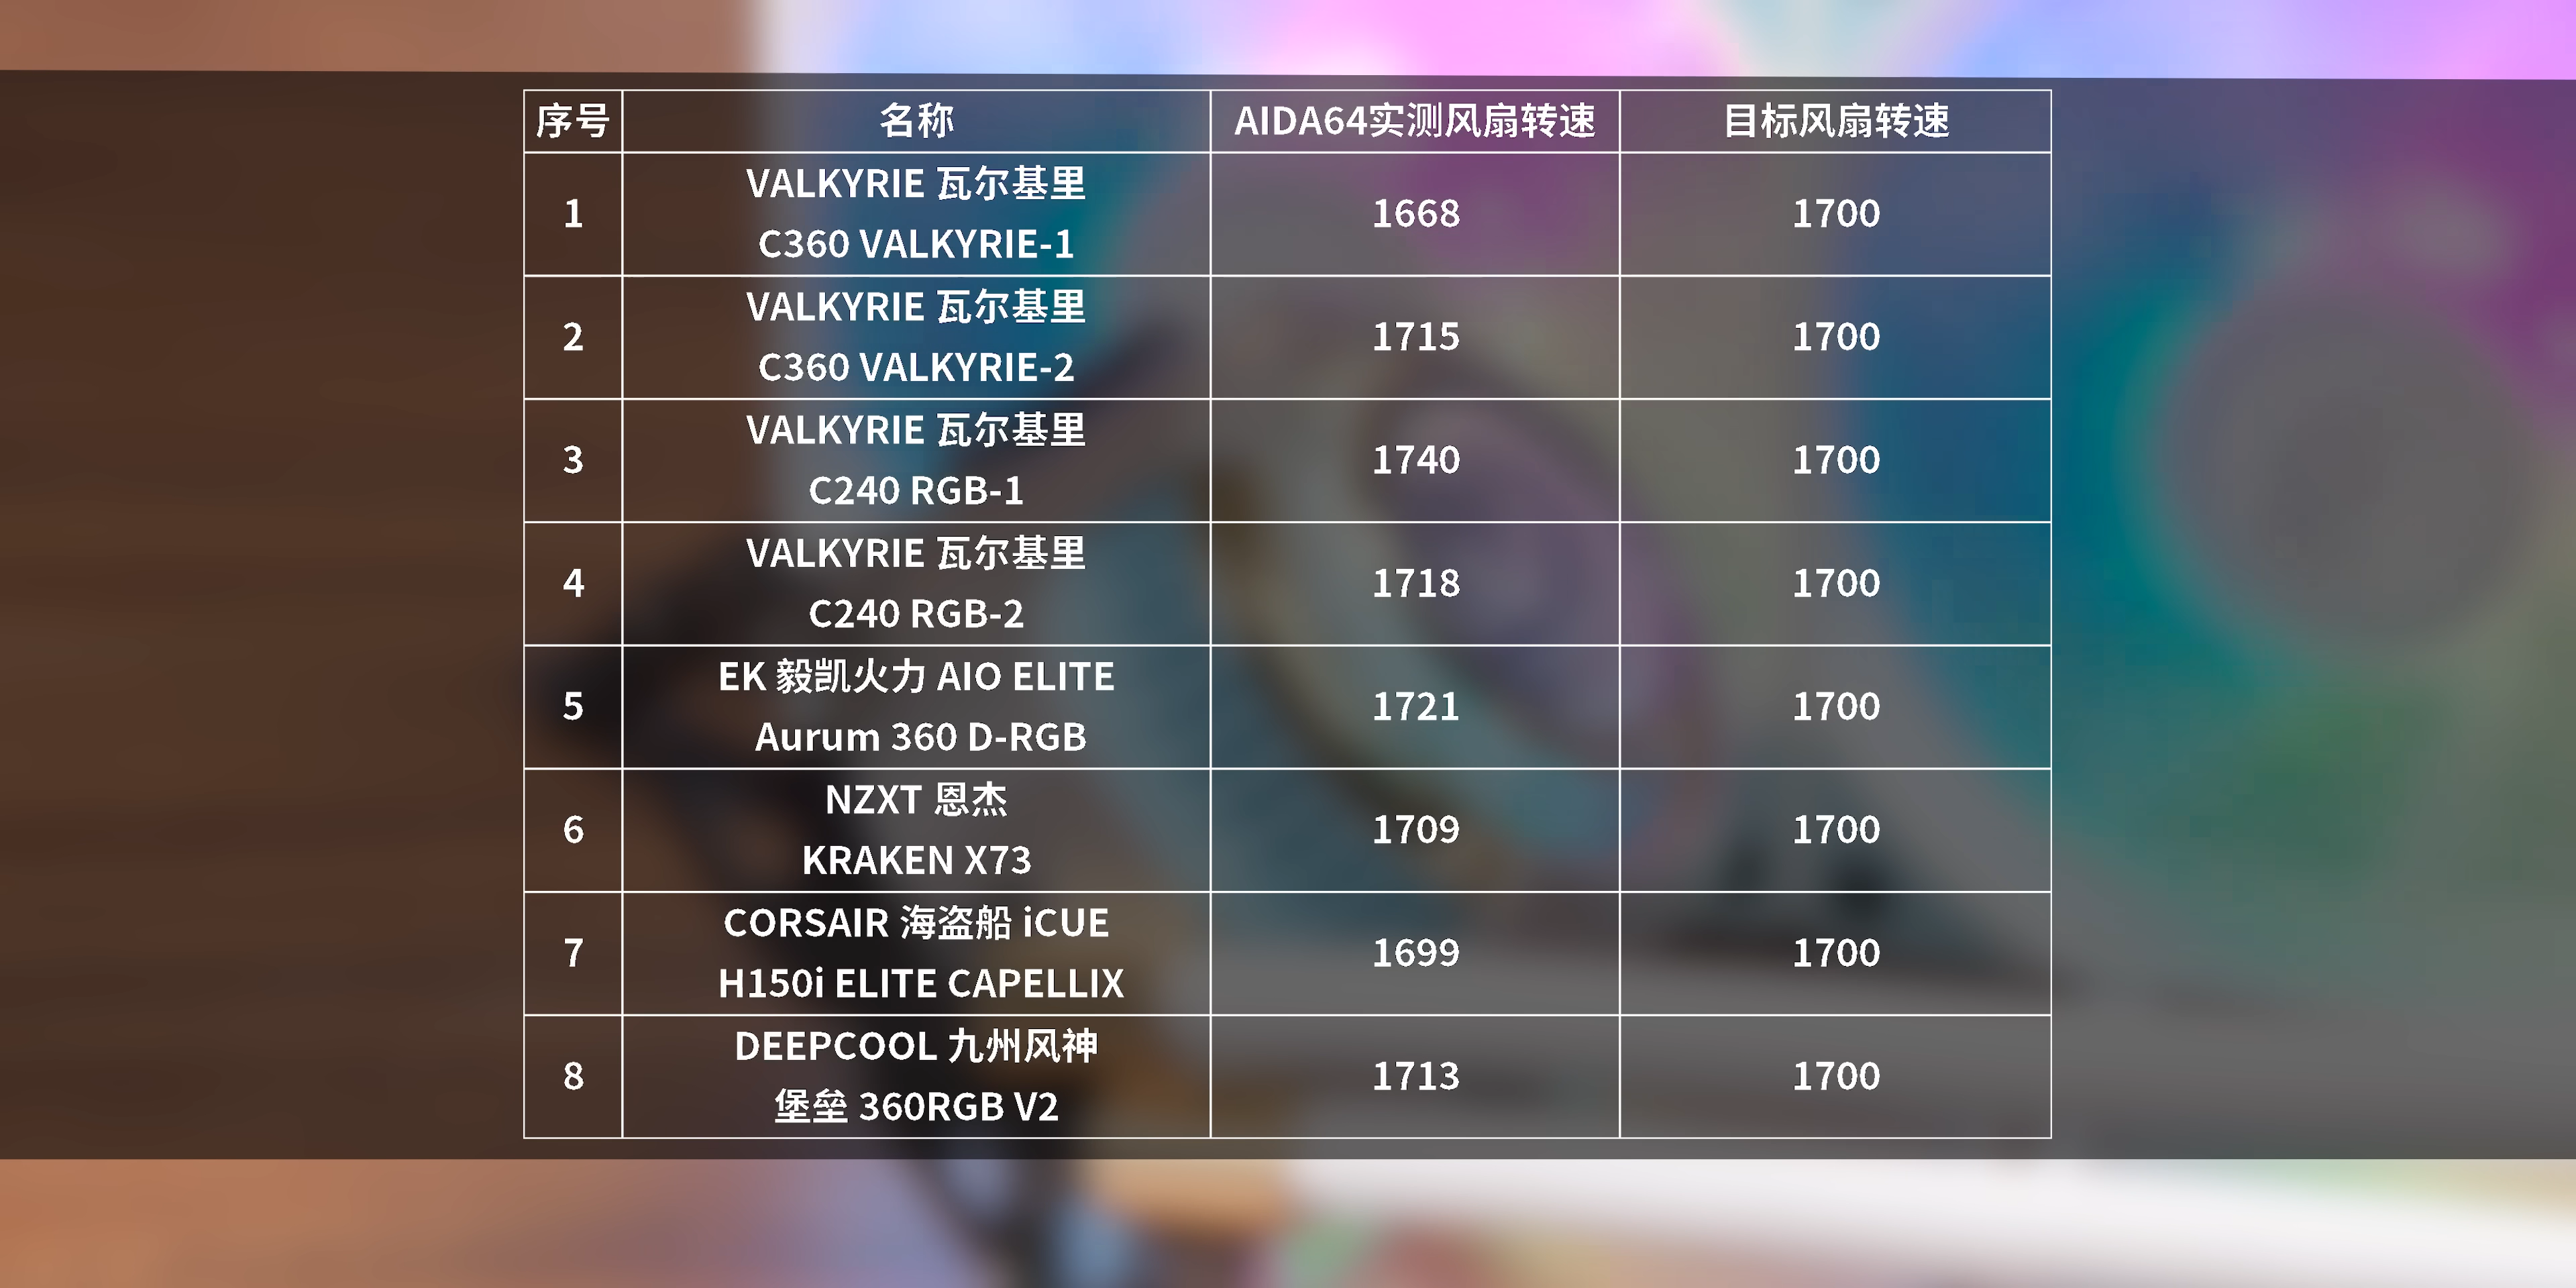 序号 名称 AIDA64实测风扇转速 目标风扇转速
1 VALKYRIE 瓦尔基里 1668 1700
C360 VALKYRIE-1
2 VALKYRIE 瓦尔基里 1715 1700
C360 VALKYRIE-2
3 VALKYRIE 瓦尔基里 1740 1700
C240 RGB-1
4 VALKYRIE 瓦尔基里 1718 1700
C240 RGB-2
5 EK 毅凯火力 AIO ELITE 1721 1700
Aurum 360 D-RGB
6 NZXT 恩杰 1709 1700
KRAKEN X73
7 CORSAIR 海盗船 iCUE 1699 1700
H150i ELITE CAPELLIX
8 DEEPCOOL 九州风神 1713 1700
堡垒 360RGB V2